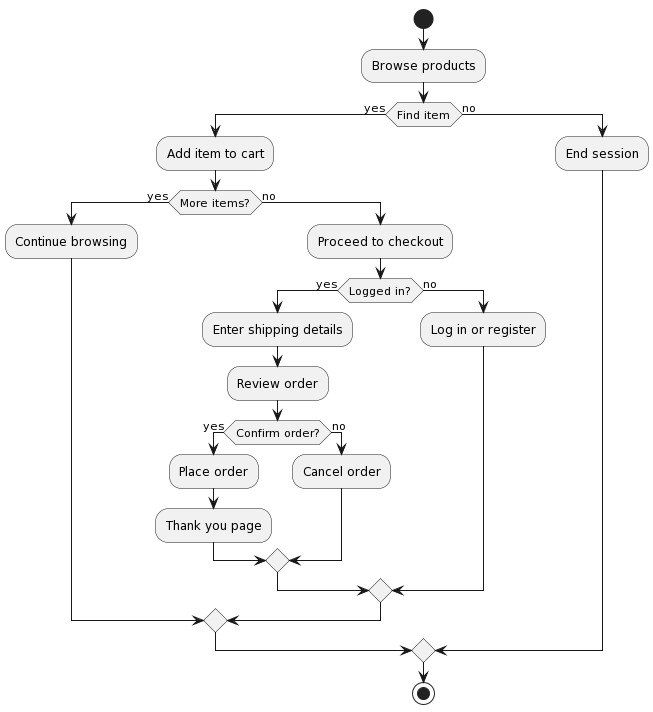 Browse products
yes
Find item
no
Add item to cart
End session
yes
More items?
no
Continue browsing
Proceed to checkout
yes
Logged in?
no
Enter shipping details
Log in or register
Review order
yes
Confirm order?
no
Place order
Cancel order
Thank you page